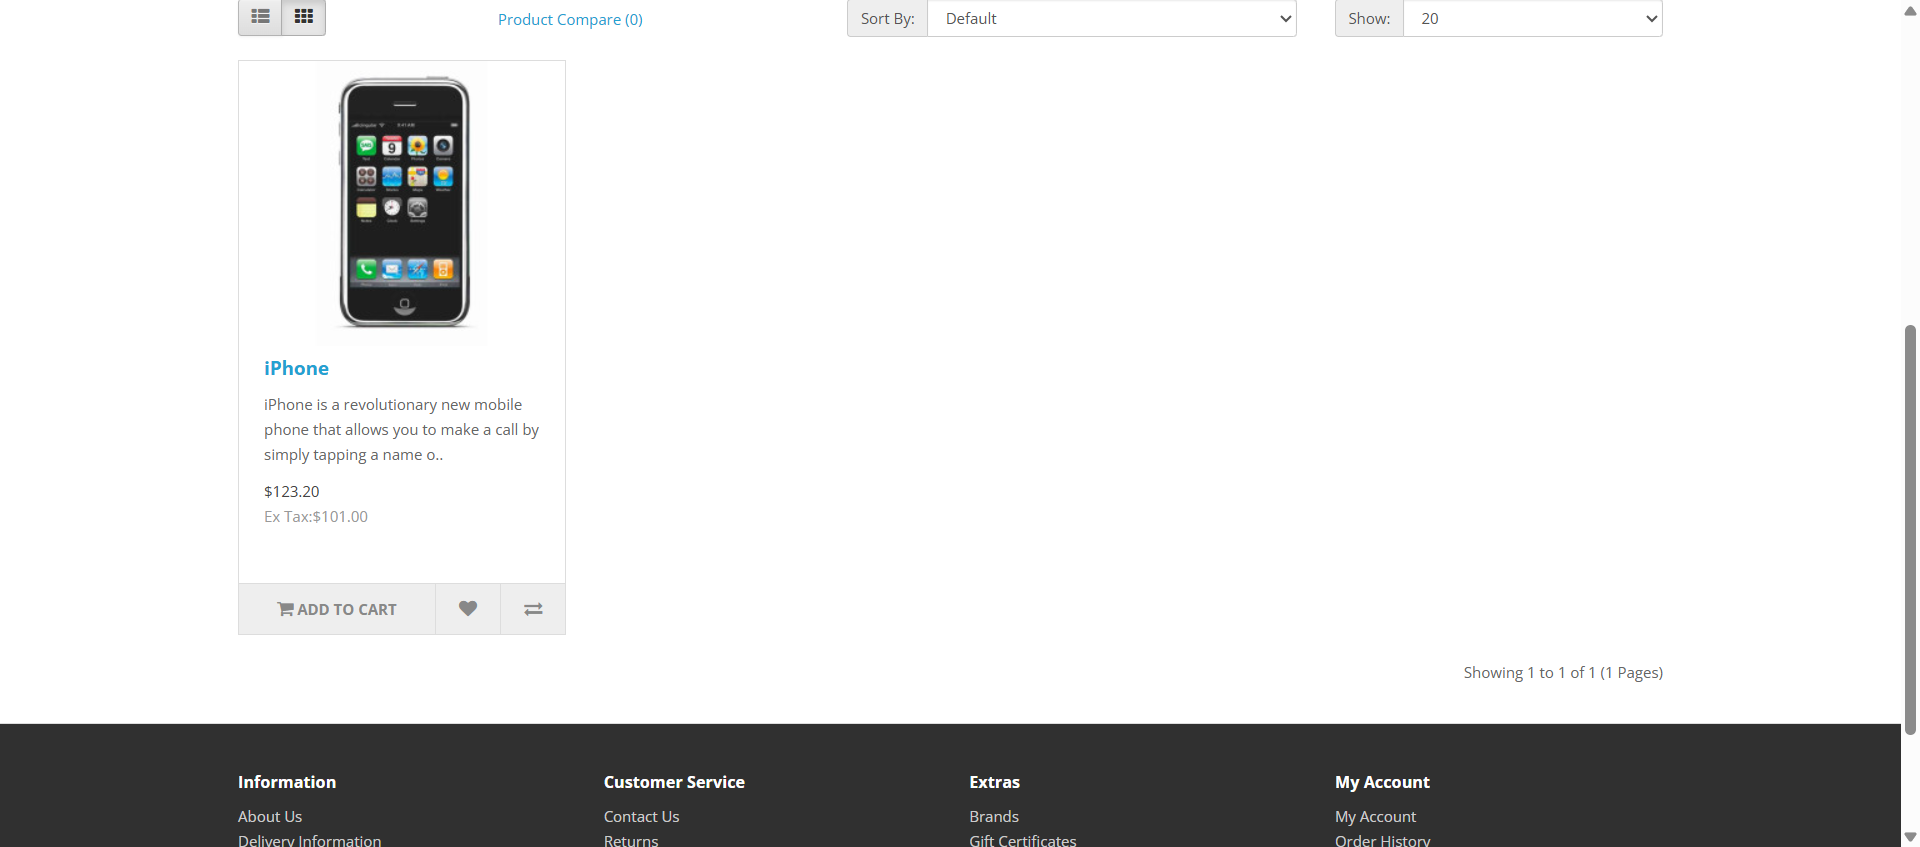 Product Compare (0)
Sort By:
Default
Show:
20
9
iPhone
iPhone is a revolutionary new mobile
phone that allows you to make a call by
simply tapping a name o..
$123.20
Ex Tax:$101.00
ADD TO CART
Showing 1 to 1 of 1 (1 Pages)
Information
Customer Service
Extras
My Account
About Us
Contact Us
Brands
My Account
Delivery Information
Returns
Gift Certificates
Order History